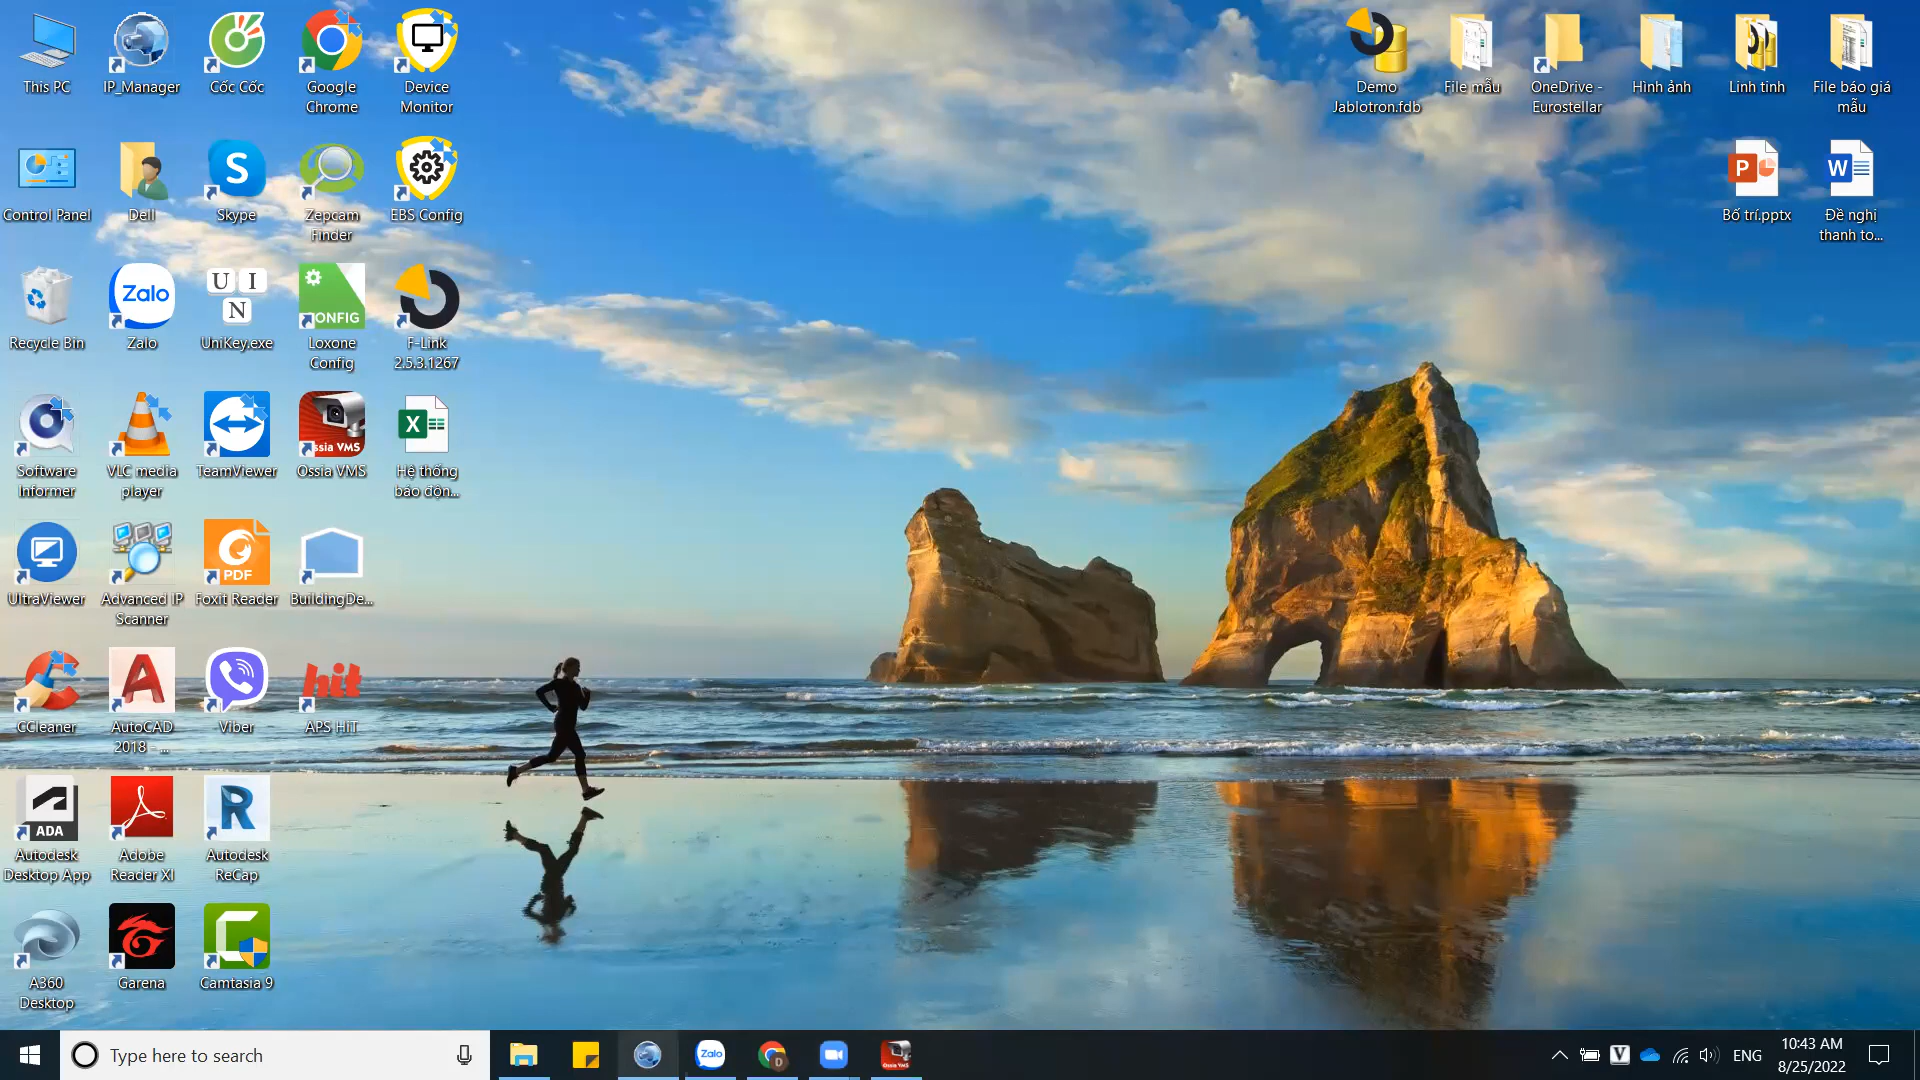 This PC
IP_Manager
Cốc Cốc
Google
Chrome
Device
Monitor
Demo
Jablotron.fdb
File mẫu
OneDrive -
Eurostellar
Hình ảnh
Linh tinh
File báo giá
mẫu
Control Panel
Dell
S
Skype
Zepcam
Finder
EBS Config
P
Bố trí.pptx
W
Đề nghị
thanh to...
Recycle Bin
Zalo
Zalo
U I
N
UniKey.exe
ONFIG
Loxone
Config
F-Link
2.5.3.1267
Software
Informer
VLC media
player
TeamViewer
Ossia VMS
Ossia VMS
X
Hệ thống
báo độn...
UltraViewer
Advanced IP
Scanner
PDF
Foxit Reader
BuildingDe...
CCleaner
A
AutoCAD
2018 - ...
Viber
hit
APS HiT
ADA
Autodesk
Desktop App
Adobe
Reader XI
R
Autodesk
ReCap
A360
Desktop
Garena
C
Camtasia 9
Type here to search
Zalo
D
Ossia VMS
V
ENG
10:43 AM
8/25/2022